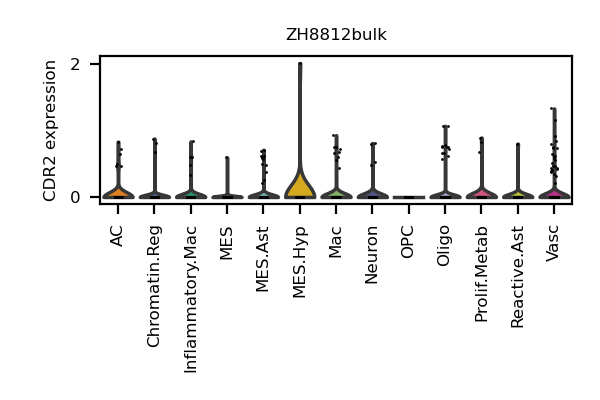 ZH8812bulk
CDR2 expression
2
0
AC
Chromatin.Reg
Inflammatory.Mac
MES
MES.Ast
MES.Hyp
Mac
Neuron
OPC
Oligo
Prolif.Metab
Reactive.Ast
Vasc